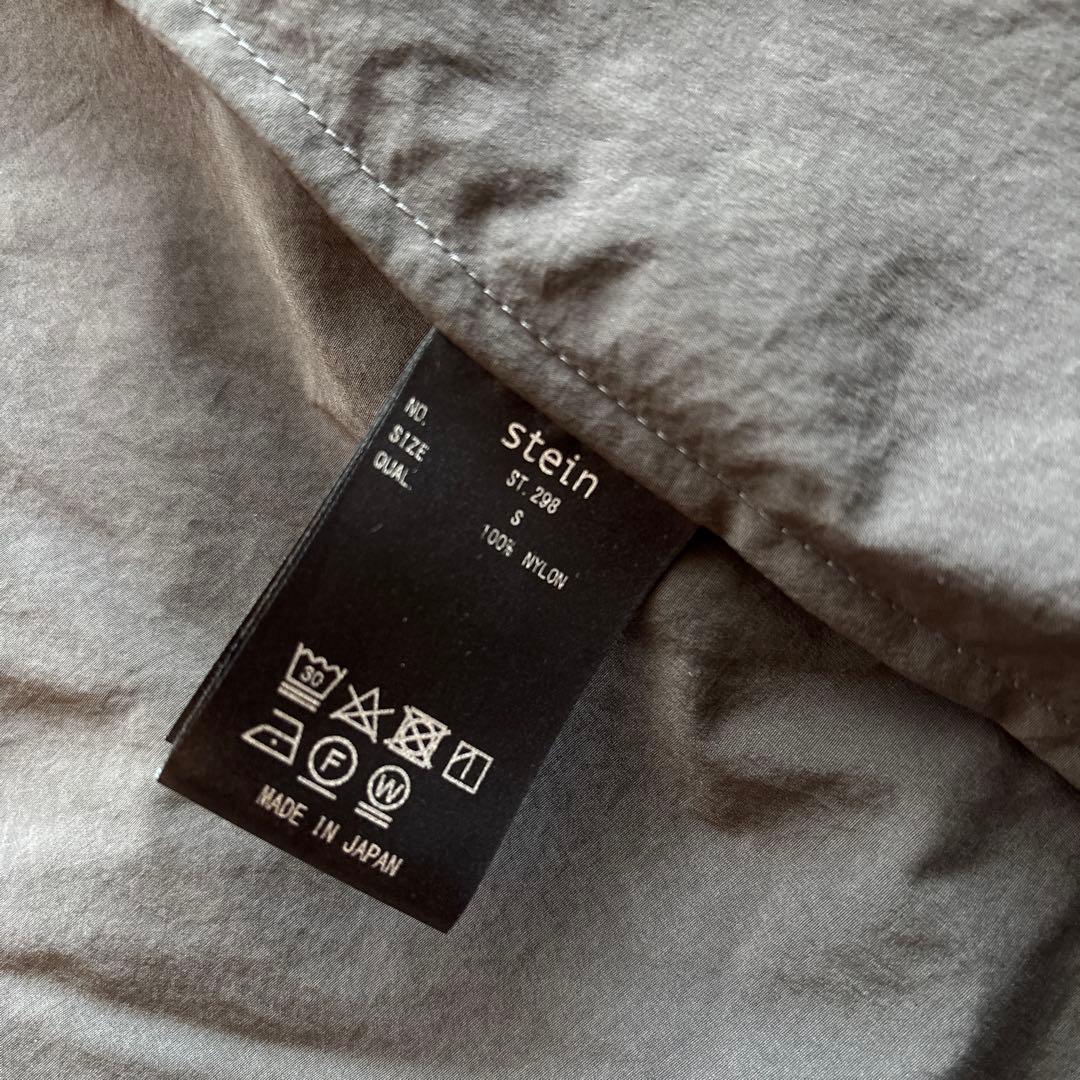 stein
NO. ST. 298
SIZE S
QUAL. 100% NYLON
30
F W
MADE IN JAPAN